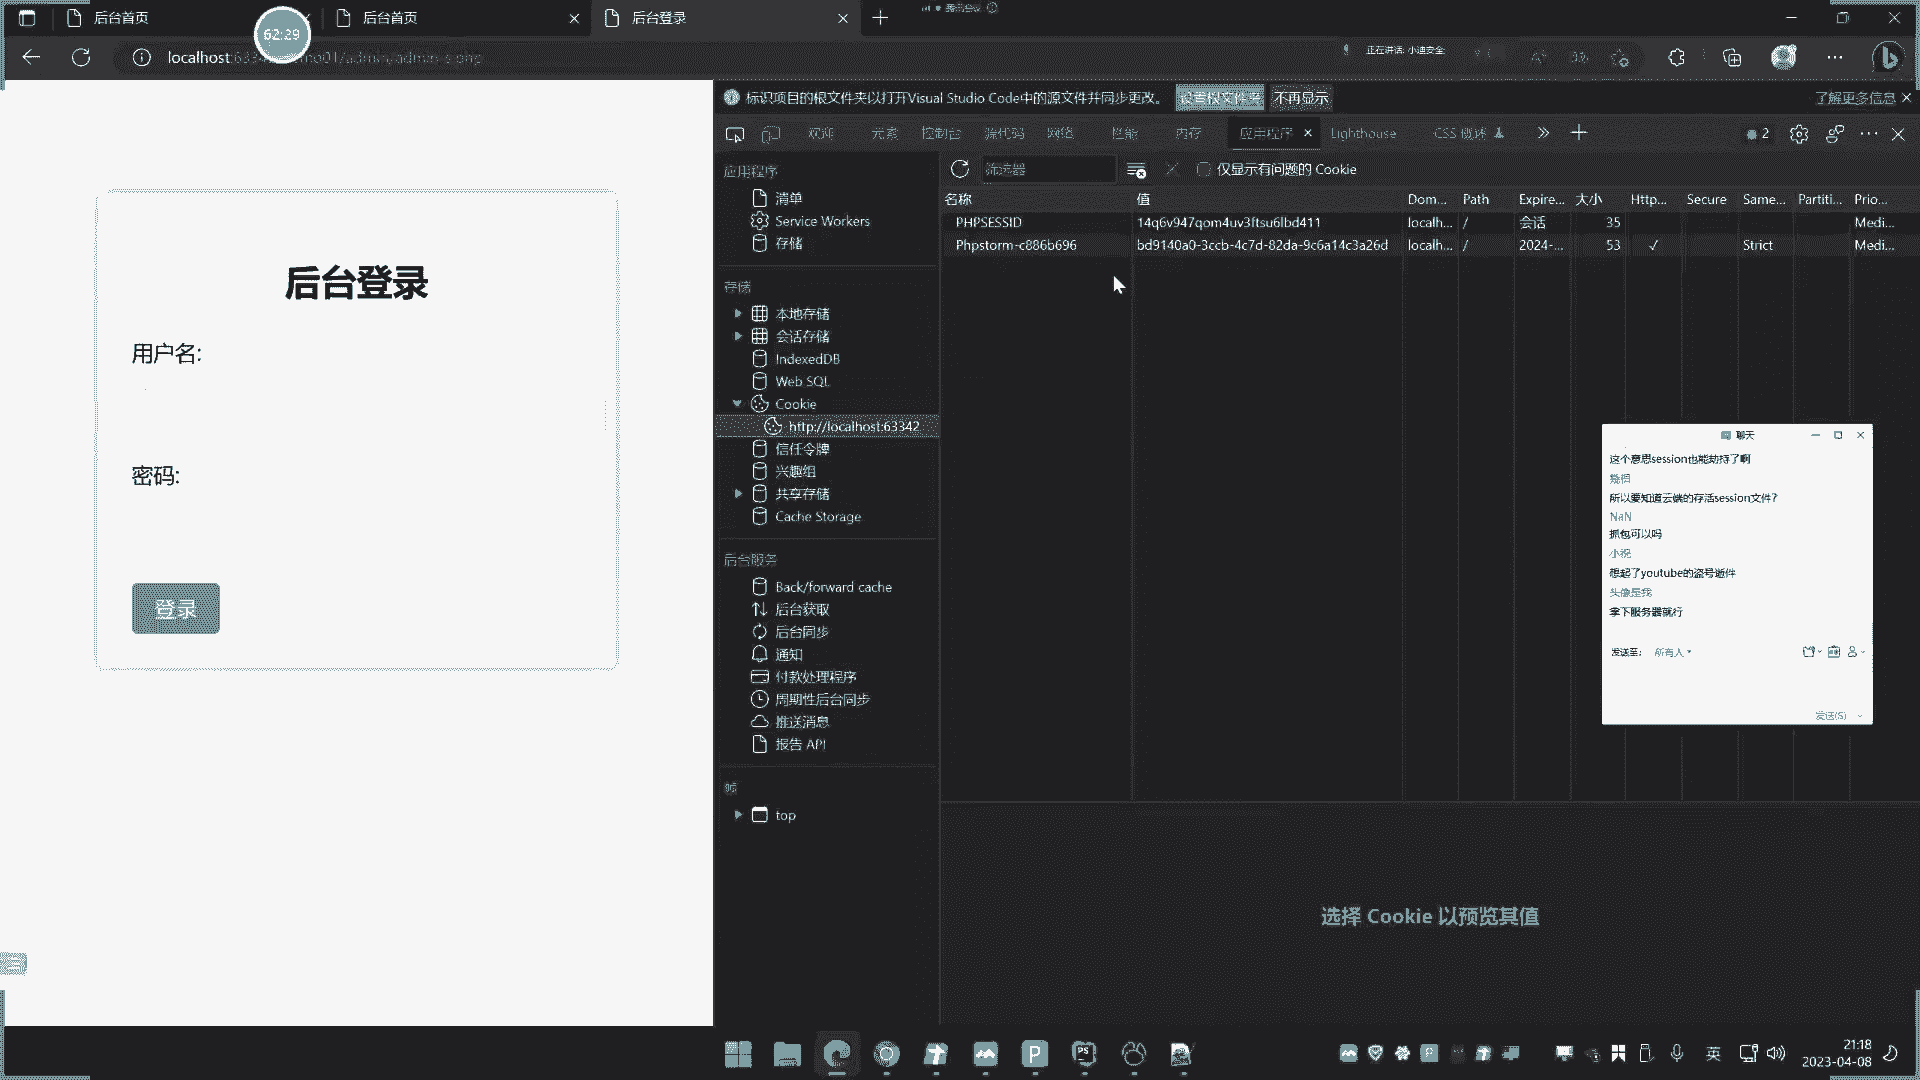 后台首页
后台首页
后台登录
腾讯会议
62:29
localhost:6334
正在讲话: 小迪安全;
标识项目的根文件夹以打开Visual Studio Code中的源文件并同步更改。
设置根文件夹
不再显示
了解更多信息
欢迎
元素
控制台
源代码
网络
性能
内存
应用程序
Lighthouse
CSS 概述
2
应用程序
清单
Service Workers
存储
存储
本地存储
会话存储
IndexedDB
Web SQL
Cookie
http://localhost:63342
信任令牌
兴趣组
共享存储
Cache Storage
后台服务
Back/forward cache
后台获取
后台同步
通知
付款处理程序
周期性后台同步
推送消息
报告 API
帧
top
筛选器
仅显示有问题的 Cookie
名称 值 Dom... Path Expire... 大小 Http... Secure Same... Partiti... Prio...
PHPSESSID 14q6v947qom4uv3ftsu6lbd411 localh... / 会话 35 Medi...
Phpstorm-c886b696 bd9140a0-3ccb-4c7d-82da-9c6a14c3a26d localh... / 2024-... 53 ✓ Strict Medi...
选择 Cookie 以预览其值
后台登录
用户名:
密码:
登录
聊天
这个意思session也能劫持了啊
所以要知道云端的存活session文件?
NaN
抓包可以吗
小祝
想起了youtube的盗号邮件
头像是我
拿下服务器就行
发送至: 所有人
发送(S)
英
21:18
2023-04-08